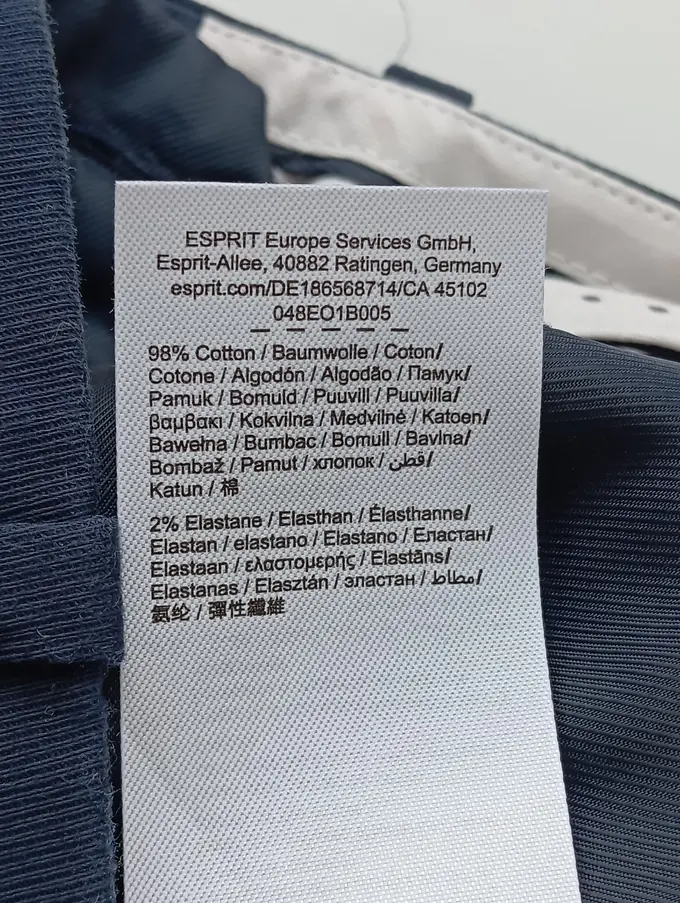 ESPRIT Europe Services GmbH,
Esprit-Allee, 40882 Ratingen, Germany
esprit.com/DE186568714/CA 45102
048EO1B005
98% Cotton / Baumwolle / Coton/
Cotone / Algodón / Algodão / Памук/
Pamuk / Bomuld / Puuvill / Puuvilla/
βαμβακι / Kokvilna / Medvilnė / Katoen/
Bawełna / Bumbac / Bomull / Bavlna/
Bombaž / Pamut / хлопок / قطن/
Katun / 棉
2% Elastane / Elasthan / Élasthanne/
Elastan / elastano / Elastano / Еластан/
Elastaan / ελαστομερής / Elastāns/
Elastanas / Elasztán / эластан / مطاط/
氨纶 / 彈性纖維